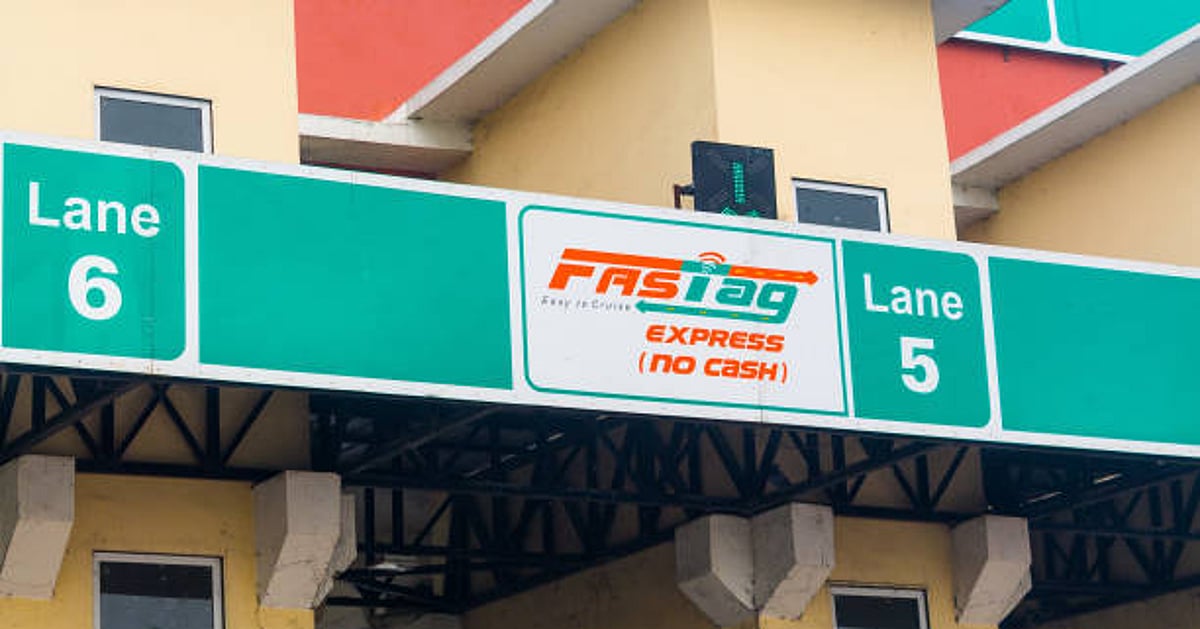 Lane
6
FASTag
Easy to Cruise
EXPRESS
(NO CASH)
Lane
5